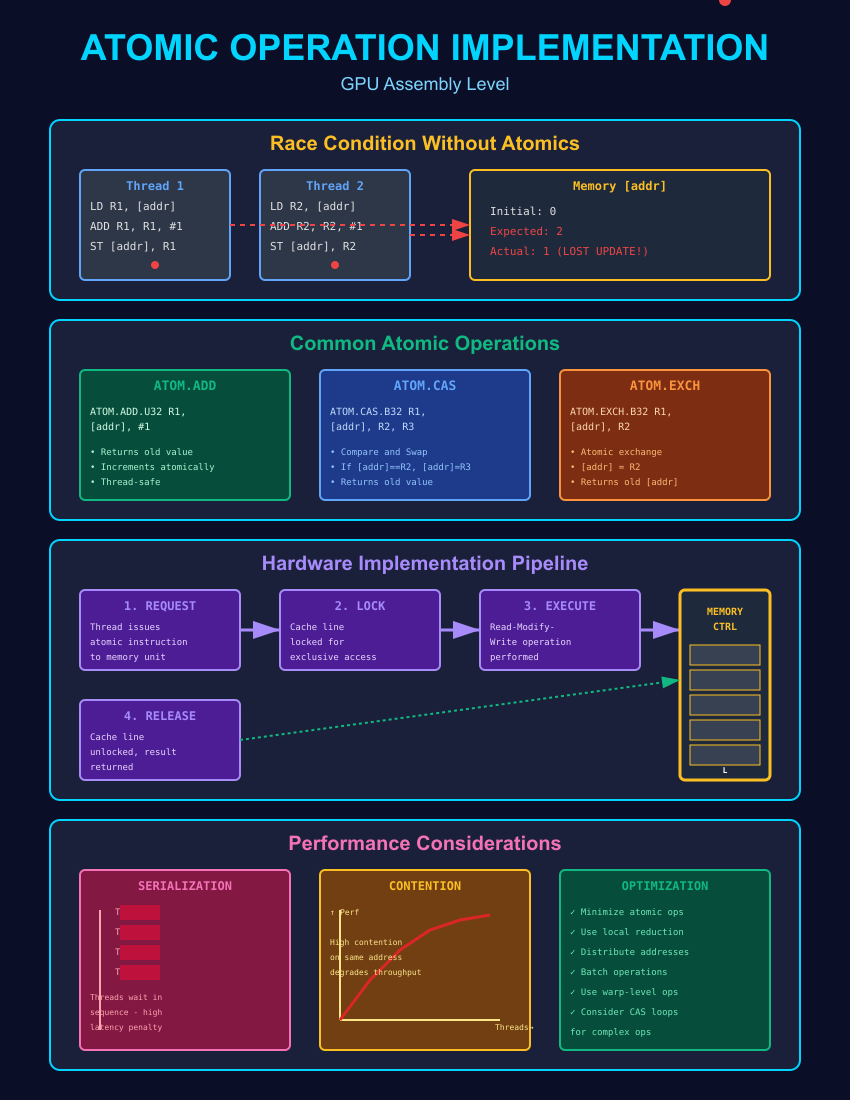 ATOMIC OPERATION IMPLEMENTATION
GPU Assembly Level
Race Condition Without Atomics
Thread 1
LD R1, [addr]
ADD R1, R1, #1
ST [addr], R1
Thread 2
LD R2, [addr]
ADD R2, R2, #1
ST [addr], R2
Memory [addr]
Initial: 0
Expected: 2
Actual: 1 (LOST UPDATE!)
Common Atomic Operations
ATOM.ADD
ATOM.ADD.U32 R1,
[addr], #1
• Returns old value
• Increments atomically
• Thread-safe
ATOM.CAS
ATOM.CAS.B32 R1,
[addr], R2, R3
• Compare and Swap
• If [addr]==R2, [addr]=R3
• Returns old value
ATOM.EXCH
ATOM.EXCH.B32 R1,
[addr], R2
• Atomic exchange
• [addr] = R2
• Returns old [addr]
Hardware Implementation Pipeline
1. REQUEST
Thread issues
atomic instruction
to memory unit
2. LOCK
Cache line
locked for
exclusive access
3. EXECUTE
Read-Modify-
Write operation
performed
MEMORY
CTRL
L
4. RELEASE
Cache line
unlocked, result
returned
Performance Considerations
SERIALIZATION
T
T
T
T
Threads wait in
sequence - high
latency penalty
CONTENTION
↑ Perf
High contention
on same address
degrades throughput
Threads→
OPTIMIZATION
✓ Minimize atomic ops
✓ Use local reduction
✓ Distribute addresses
✓ Batch operations
✓ Use warp-level ops
✓ Consider CAS loops
for complex ops